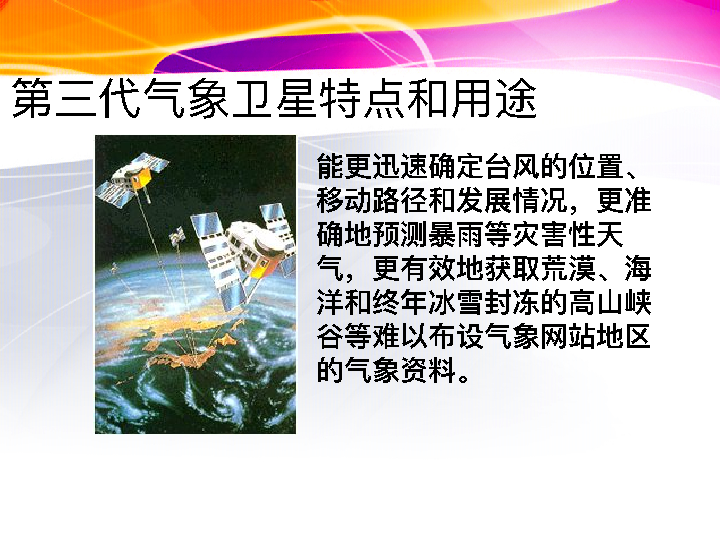 第三代气象卫星特点和用途
能更迅速确定台风的位置、
移动路径和发展情况，更准
确地预测暴雨等灾害性天
气，更有效地获取荒漠、海
洋和终年冰雪封冻的高山峡
谷等难以布设气象网站地区
的气象资料。